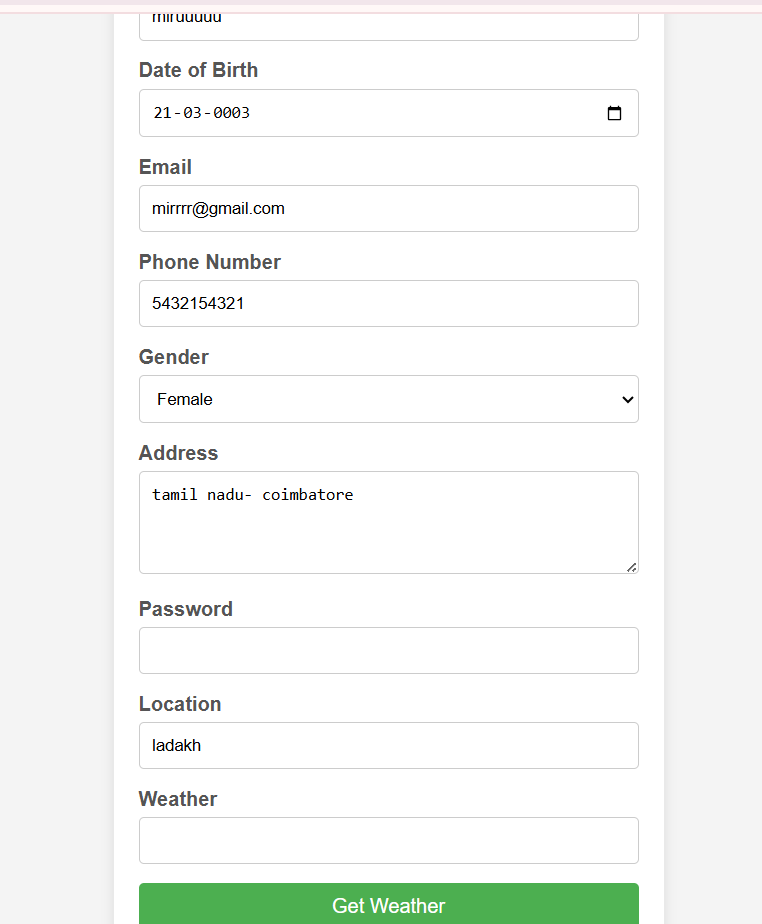 miruuuuu
Date of Birth
21-03-0003
Email
mirrrr@gmail.com
Phone Number
5432154321
Gender
Female
Address
tamil nadu- coimbatore
Password
Location
ladakh
Weather
Get Weather